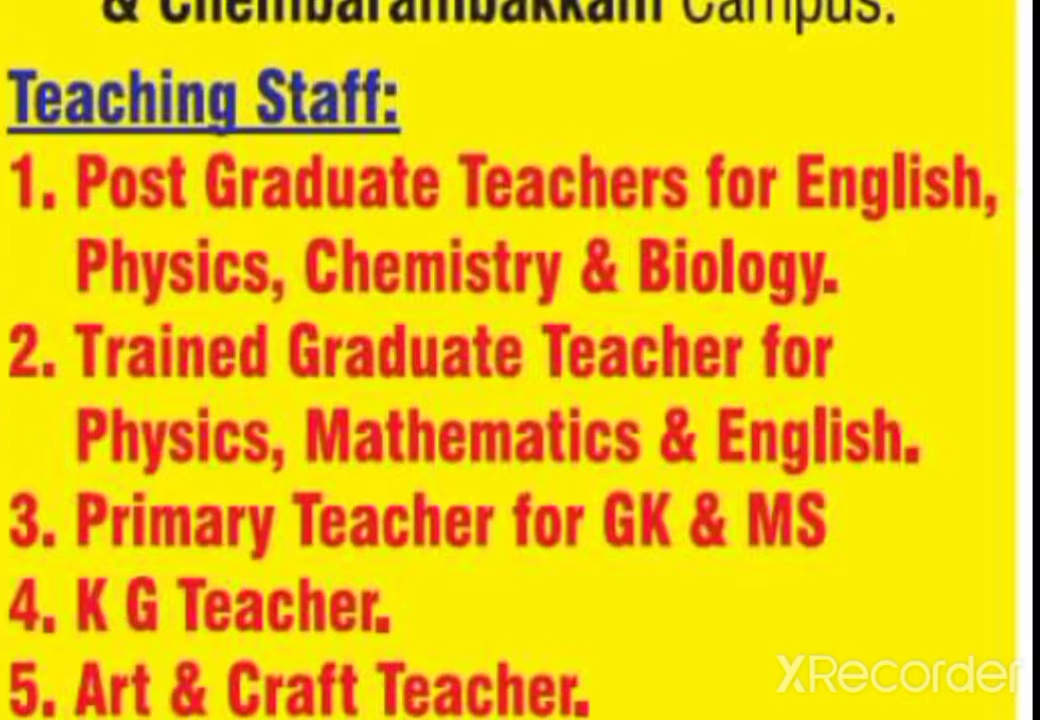 & Chembarambakkam Campus.
Teaching Staff:
1. Post Graduate Teachers for English,
Physics, Chemistry & Biology.
2. Trained Graduate Teacher for
Physics, Mathematics & English.
3. Primary Teacher for GK & MS
4. K G Teacher.
5. Art & Craft Teacher.
XRecorder